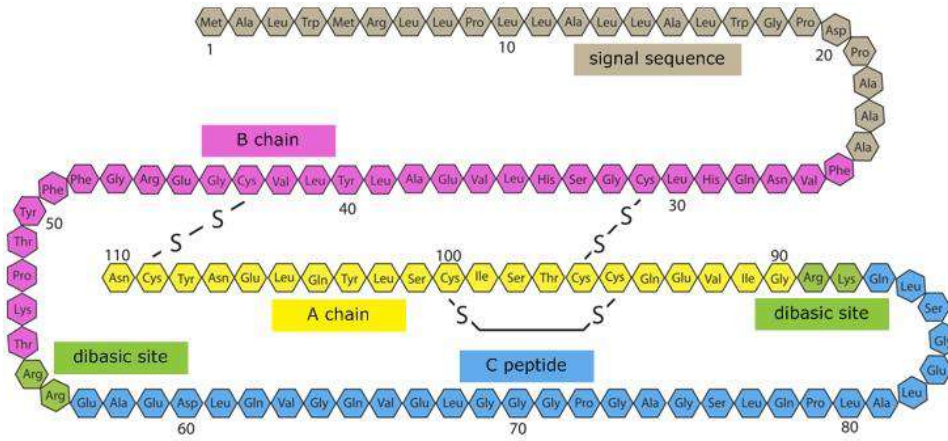 Met Ala Leu Trp Met Arg Leu Leu Pro Leu Leu Ala Leu Leu Ala Leu Trp Gly Pro Asp
1 10 20
Pro
signal sequence
Ala
Ala
Ala
B chain
Phe Phe Gly Arg Glu Gly Cys Val Leu Tyr Leu Ala Glu Val Leu His Ser Gly Cys Leu His Gln Asn Val Phe
50 40 30
Tyr
Thr
S S S S
110 100 90
Asn Cys Tyr Asn Glu Leu Gln Tyr Leu Ser Cys Ile Ser Thr Cys Cys Gln Glu Val Ile Gly Arg Lys Gln Leu
Pro
Ser
Lys
A chain
S S
dibasic site
Gly
Thr
dibasic site
C peptide
Glu
Arg
Leu
Arg Glu Ala Glu Asp Leu Gln Val Gly Gln Val Glu Leu Gly Gly Gly Pro Gly Ala Gly Ser Leu Gln Pro Leu Ala
60 70 80